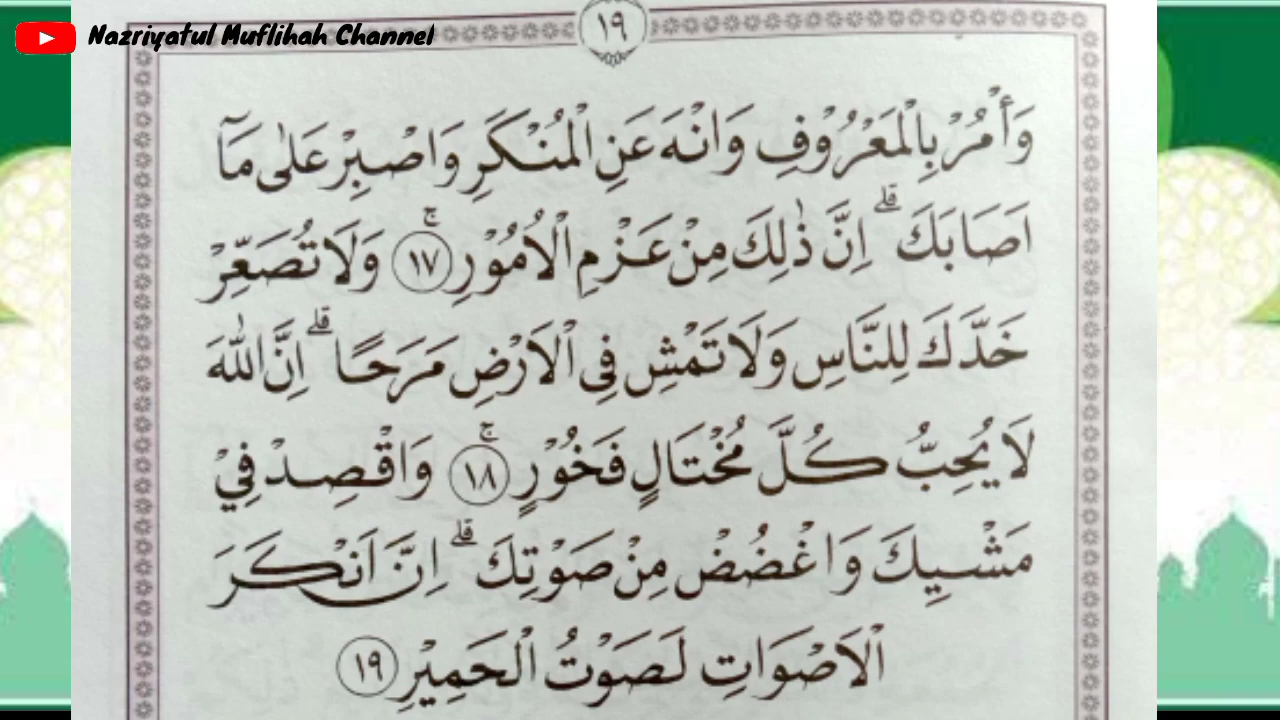 Nazriyatul Muflihah Channel
١٩
وَأْمُرْ بِالْمَعْرُوْفِ وَانْهَ عَنِ الْمُنْكَرِ وَاصْبِرْ عَلٰى مَآ
اَصَابَكَ ۗ اِنَّ ذٰلِكَ مِنْ عَزْمِ الْاُمُوْرِ ۚ ١٧ وَلَا تُصَعِّرْ
خَدَّكَ لِلنَّاسِ وَلَا تَمْشِ فِى الْاَرْضِ مَرَحًا ۗ اِنَّ اللّٰهَ
لَا يُحِبُّ كُلَّ مُخْتَالٍ فَخُوْرٍ ۚ ١٨ وَاقْصِدْ فِيْ
مَشْيِكَ وَاغْضُضْ مِنْ صَوْتِكَ ۗ اِنَّ اَنْكَرَ
الْاَصْوَاتِ لَصَوْتُ الْحَمِيْرِ ١٩